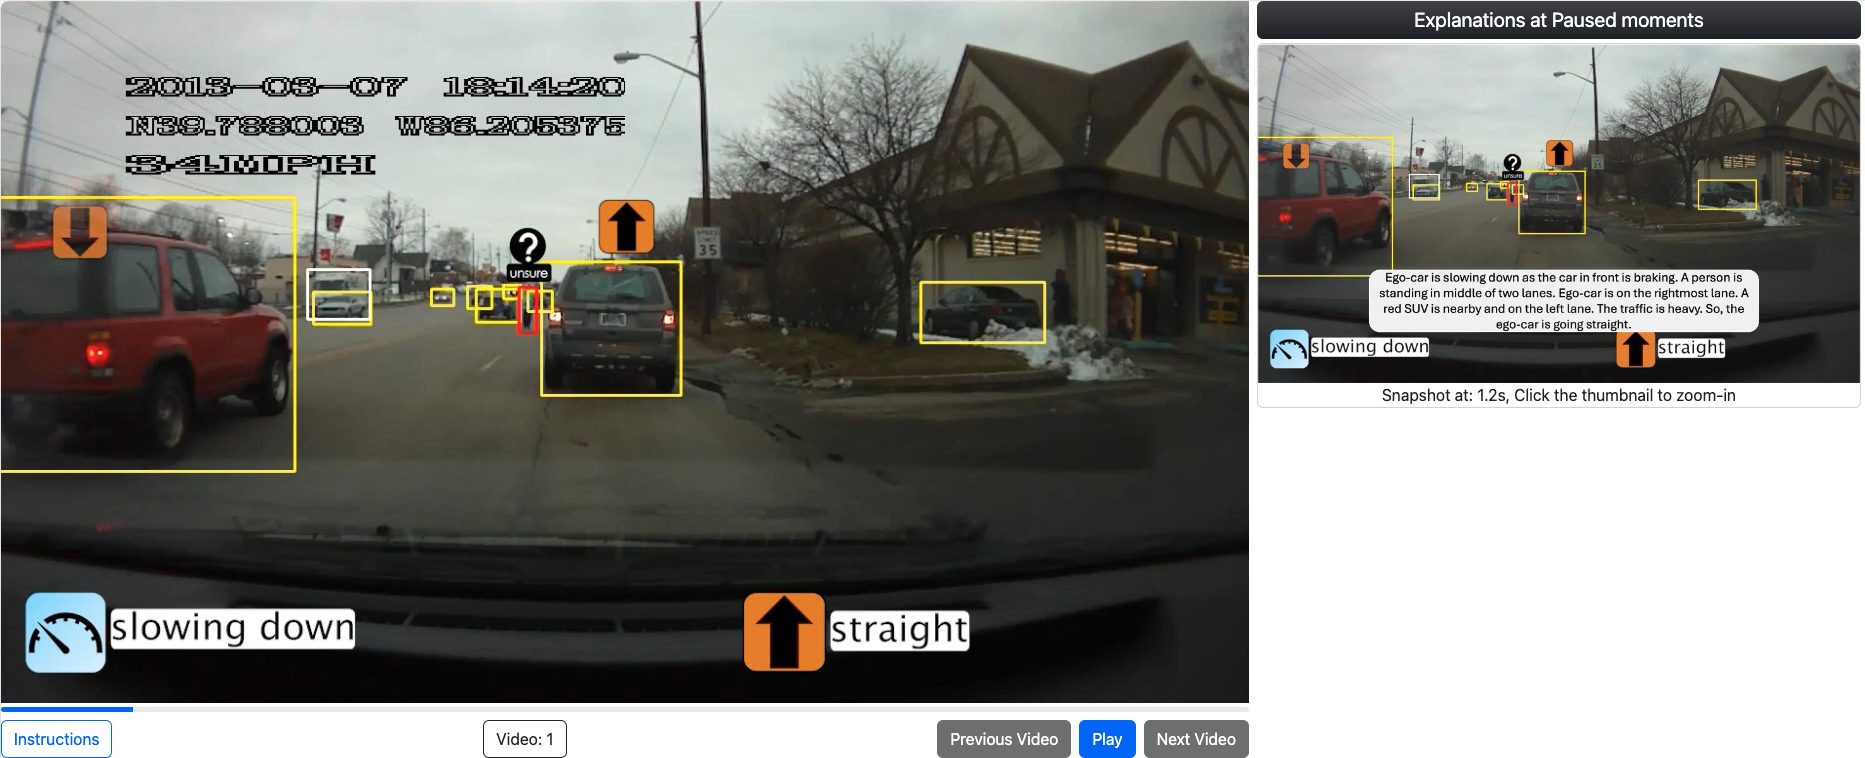 Explanations at Paused moments
2013-03-07 18:14:20
N39.788003 W86.205375
34.1MOPIH
SPEED
LIMIT
35
?
unsure
slowing down
straight
?
unsure
35
Ego-car is slowing down as the car in front is braking. A person is
standing in middle of two lanes. Ego-car is on the rightmost lane. A
red SUV is nearby and on the left lane. The traffic is heavy. So, the
ego-car is going straight.
slowing down
straight
Snapshot at: 1.2s, Click the thumbnail to zoom-in
Instructions
Video: 1
Previous Video
Play
Next Video